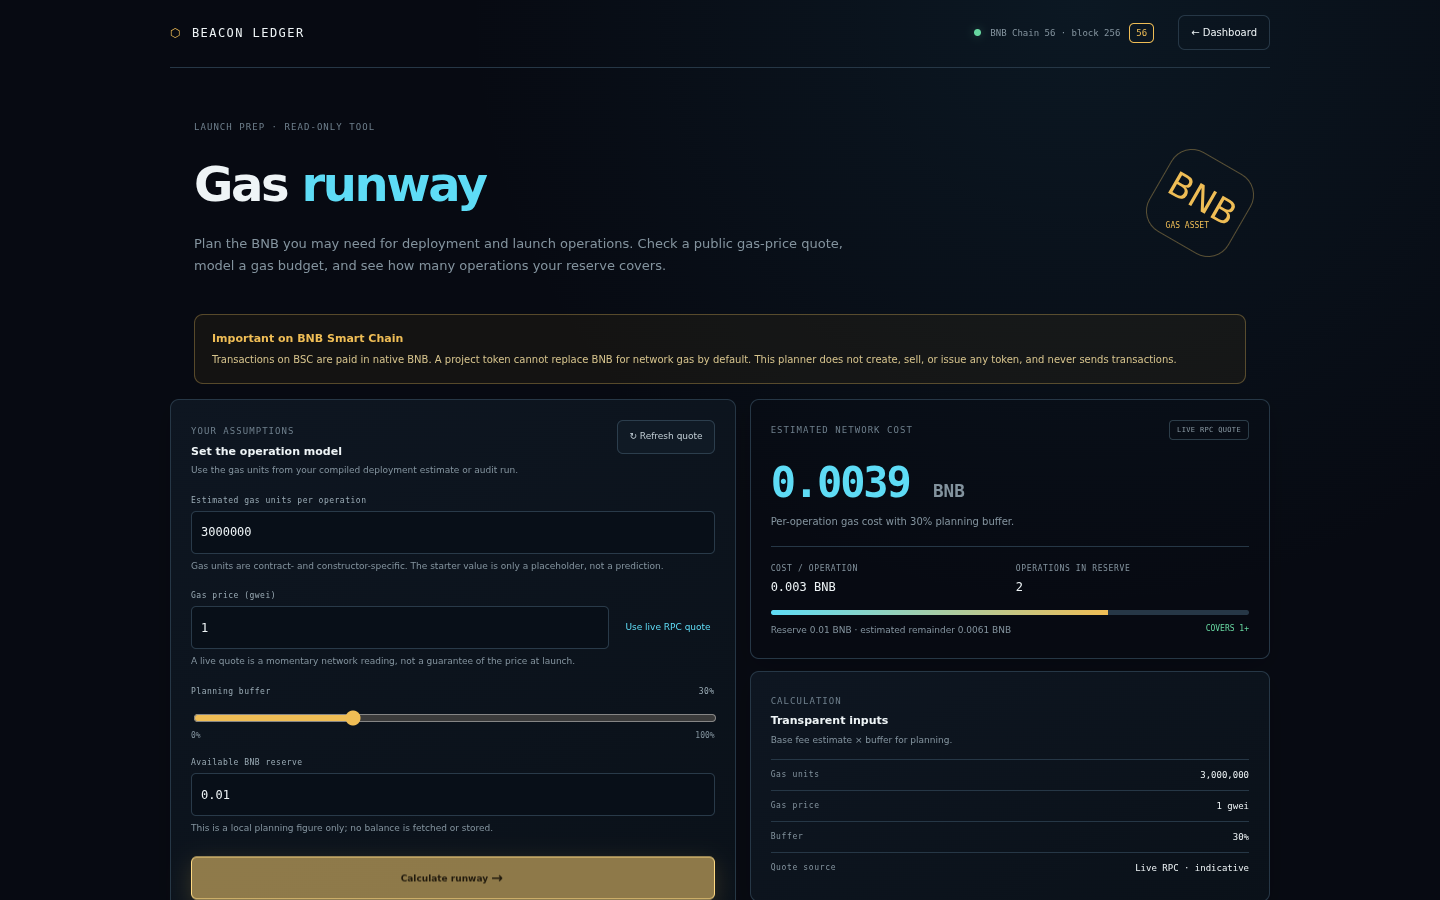 ⬡ BEACON LEDGER
BNB Chain 56 · block 256 56
← Dashboard
LAUNCH PREP · READ-ONLY TOOL
Gas runway
Plan the BNB you may need for deployment and launch operations. Check a public gas-price quote,
model a gas budget, and see how many operations your reserve covers.
BNB
GAS ASSET
Important on BNB Smart Chain
Transactions on BSC are paid in native BNB. A project token cannot replace BNB for network gas by default. This planner does not create, sell, or issue any token, and never sends transactions.
YOUR ASSUMPTIONS
Set the operation model
Use the gas units from your compiled deployment estimate or audit run.
↻ Refresh quote
Estimated gas units per operation
3000000
Gas units are contract- and constructor-specific. The starter value is only a placeholder, not a prediction.
Gas price (gwei)
1
Use live RPC quote
A live quote is a momentary network reading, not a guarantee of the price at launch.
Planning buffer 30%
0% 100%
Available BNB reserve
0.01
This is a local planning figure only; no balance is fetched or stored.
Calculate runway →
ESTIMATED NETWORK COST
LIVE RPC QUOTE
0.0039 BNB
Per-operation gas cost with 30% planning buffer.
COST / OPERATION
0.003 BNB
OPERATIONS IN RESERVE
2
Reserve 0.01 BNB · estimated remainder 0.0061 BNB
COVERS 1+
CALCULATION
Transparent inputs
Base fee estimate × buffer for planning.
Gas units 3,000,000
Gas price 1 gwei
Buffer 30%
Quote source Live RPC · indicative